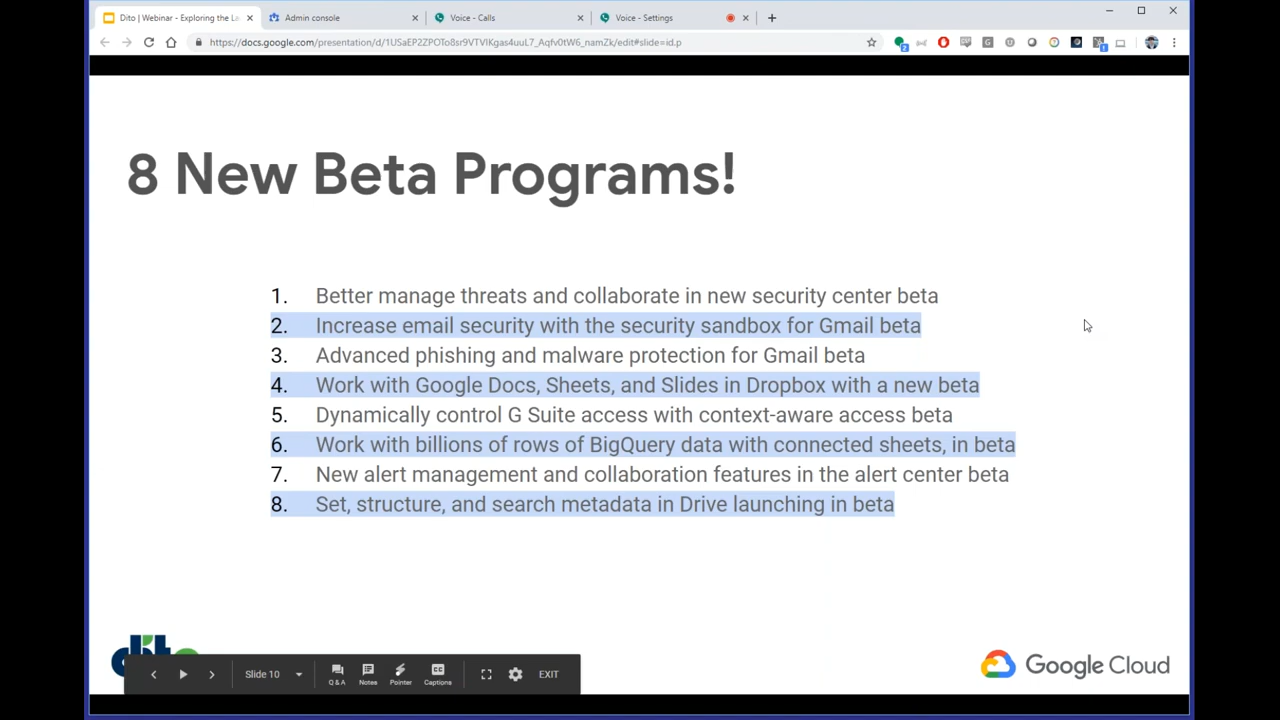 Dito | Webinar - Exploring the La
Admin console
Voice - Calls
Voice - Settings
https://docs.google.com/presentation/d/1USaEP2ZPOTo8sr9VTVIKgas4uuL7_Aqfv0tW6_namZk/edit#slide=id.p
8 New Beta Programs!
1. Better manage threats and collaborate in new security center beta
2. Increase email security with the security sandbox for Gmail beta
3. Advanced phishing and malware protection for Gmail beta
4. Work with Google Docs, Sheets, and Slides in Dropbox with a new beta
5. Dynamically control G Suite access with context-aware access beta
6. Work with billions of rows of BigQuery data with connected sheets, in beta
7. New alert management and collaboration features in the alert center beta
8. Set, structure, and search metadata in Drive launching in beta
dito
Google Cloud
Slide 10
Q & A
Notes
Pointer
CC
Captions
EXIT